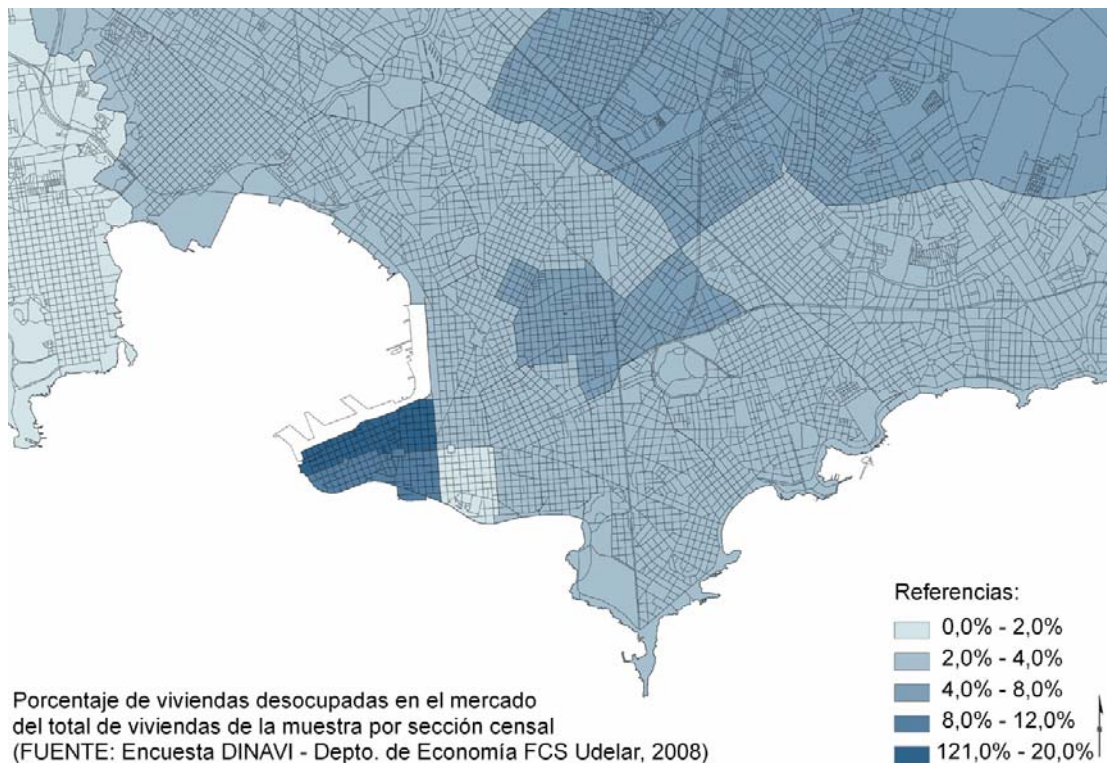 Referencias:
0,0% - 2,0%
2,0% - 4,0%
4,0% - 8,0%
8,0% - 12,0%
121,0% - 20,0%
Porcentaje de viviendas desocupadas en el mercado
del total de viviendas de la muestra por sección censal
(FUENTE: Encuesta DINAVI - Depto. de Economía FCS Udelar, 2008)